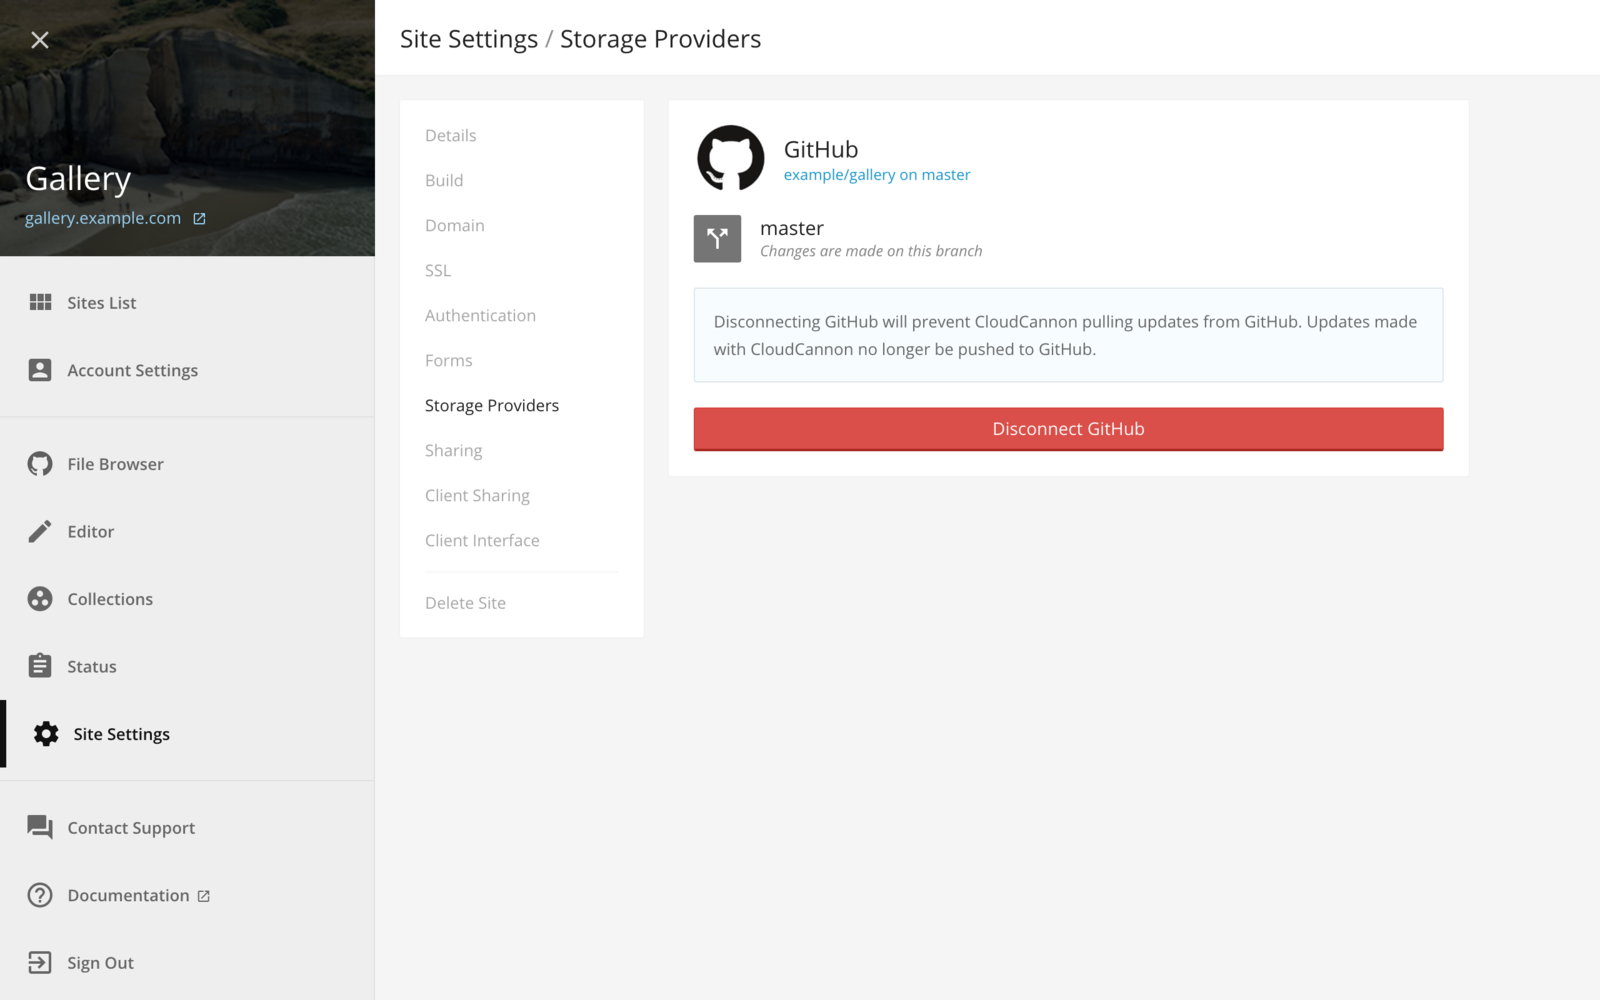 Gallery
gallery.example.com
Sites List
Account Settings
File Browser
Editor
Collections
Status
Site Settings
Contact Support
Documentation
Sign Out
Site Settings / Storage Providers
Details
Build
Domain
SSL
Authentication
Forms
Storage Providers
Sharing
Client Sharing
Client Interface
Delete Site
GitHub
example/gallery on master
master
Changes are made on this branch
Disconnecting GitHub will prevent CloudCannon pulling updates from GitHub. Updates made
with CloudCannon no longer be pushed to GitHub.
Disconnect GitHub